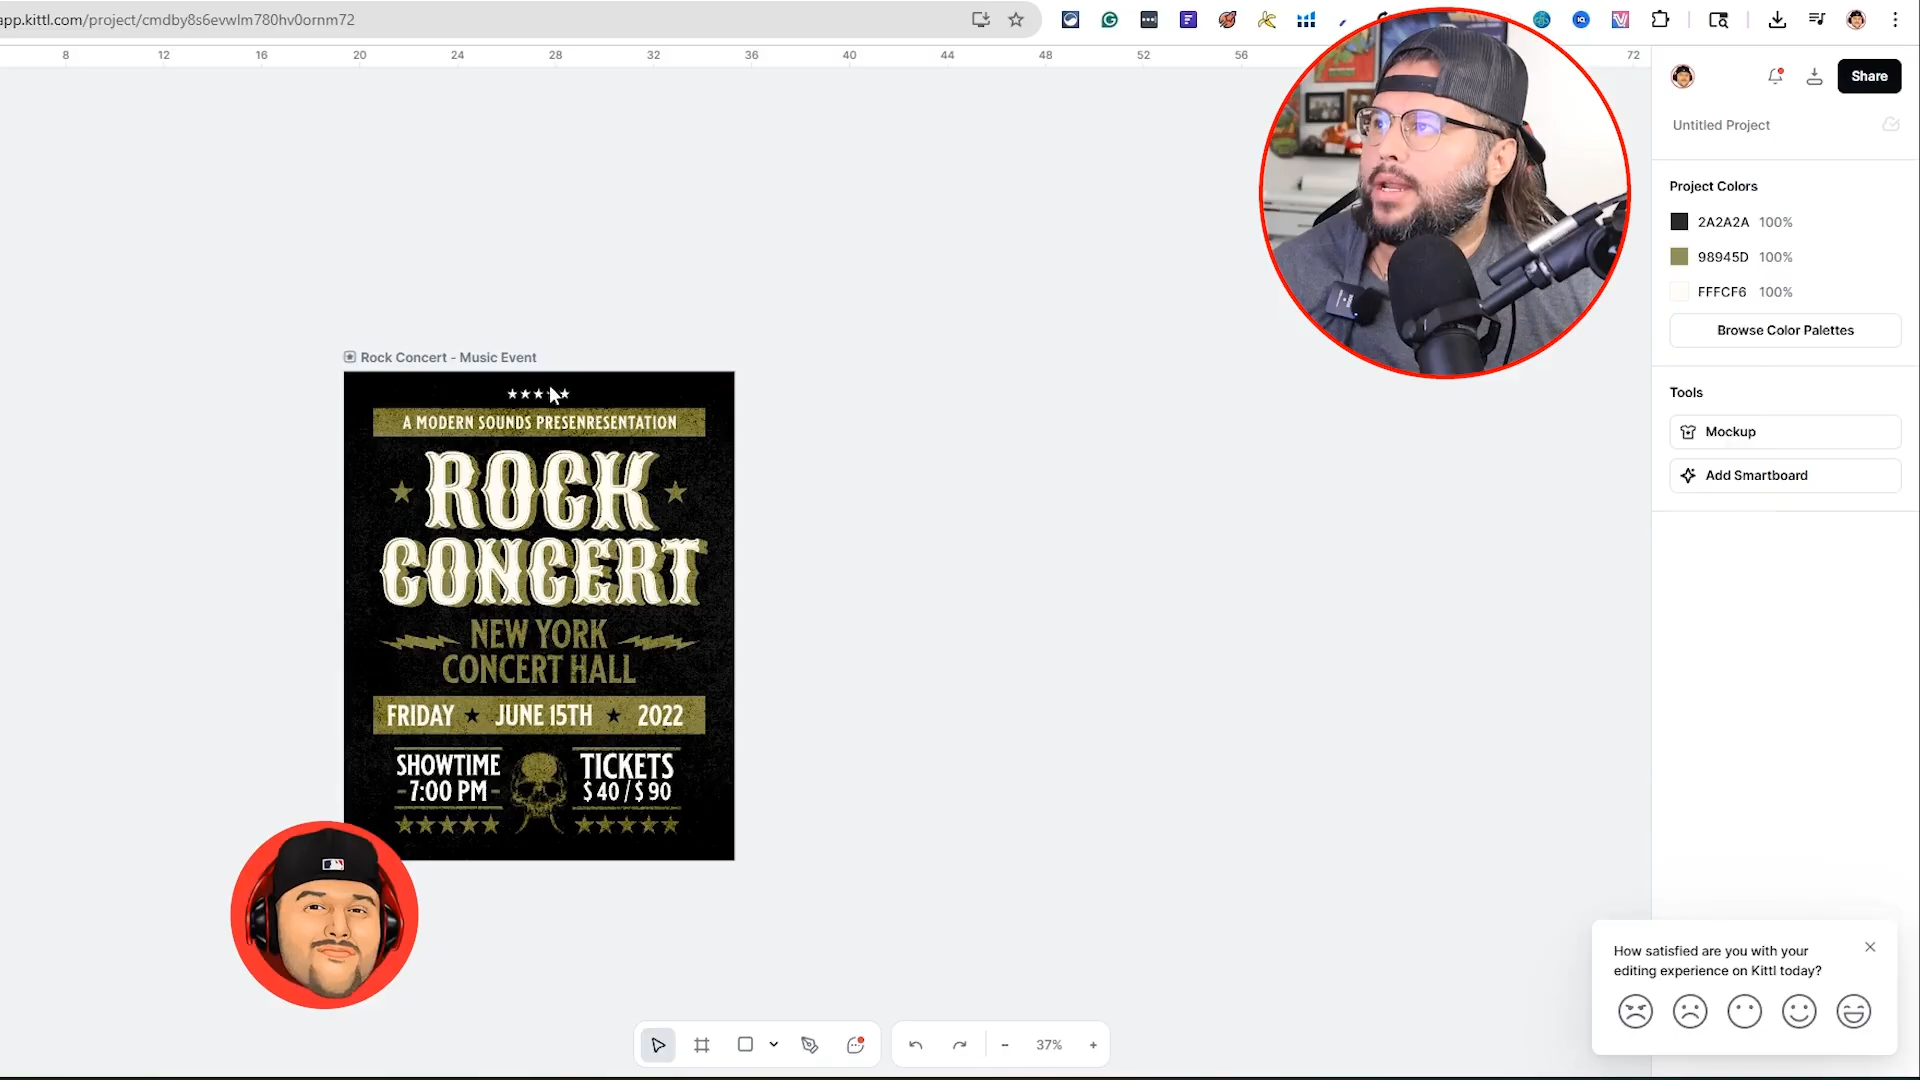 app.kittl.com/project/cmdby8s6evwlm780hv0ornm72
8 12 16 20 24 28 32 36 40 44 48 52 56 72
Share
Untitled Project
Project Colors
2A2A2A 100%
98945D 100%
FFFCF6 100%
Browse Color Palettes
Tools
Mockup
Add Smartboard
Rock Concert - Music Event
A MODERN SOUNDS PRESENRESENTATION
ROCK
CONCERT
NEW YORK
CONCERT HALL
FRIDAY ★ JUNE 15TH ★ 2022
SHOWTIME
-7:00 PM-
TICKETS
$ 40 / $ 90
How satisfied are you with your
editing experience on Kittl today?
37%